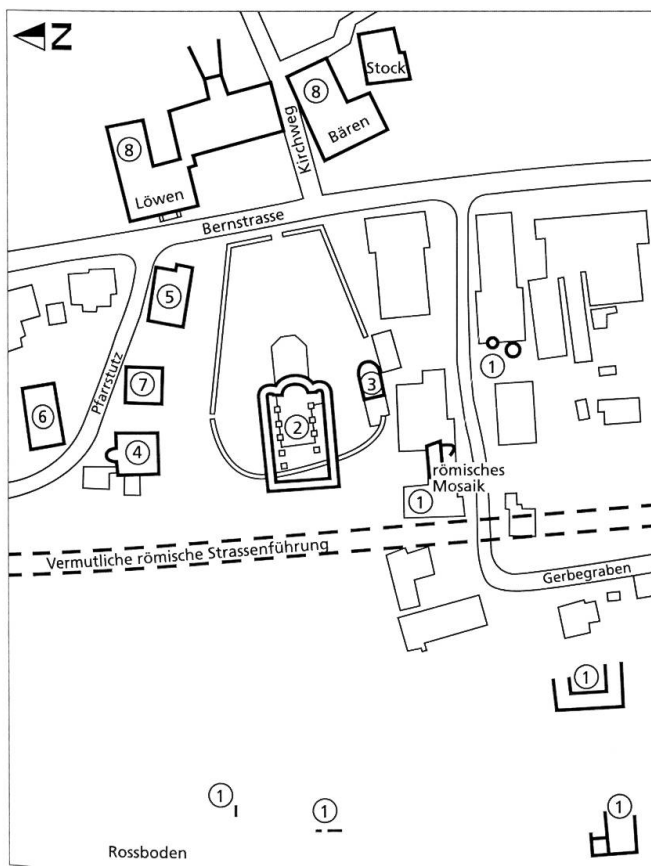 N
Stock
8
8
Bären
Kirchweg
Löwen
Bernstrasse
5
3
1
7
6
2
Pfarrstutz
4
römisches
Mosaik
1
Vermutliche römische Strassenführung
Gerbegraben
1
1
1
1
Rossboden